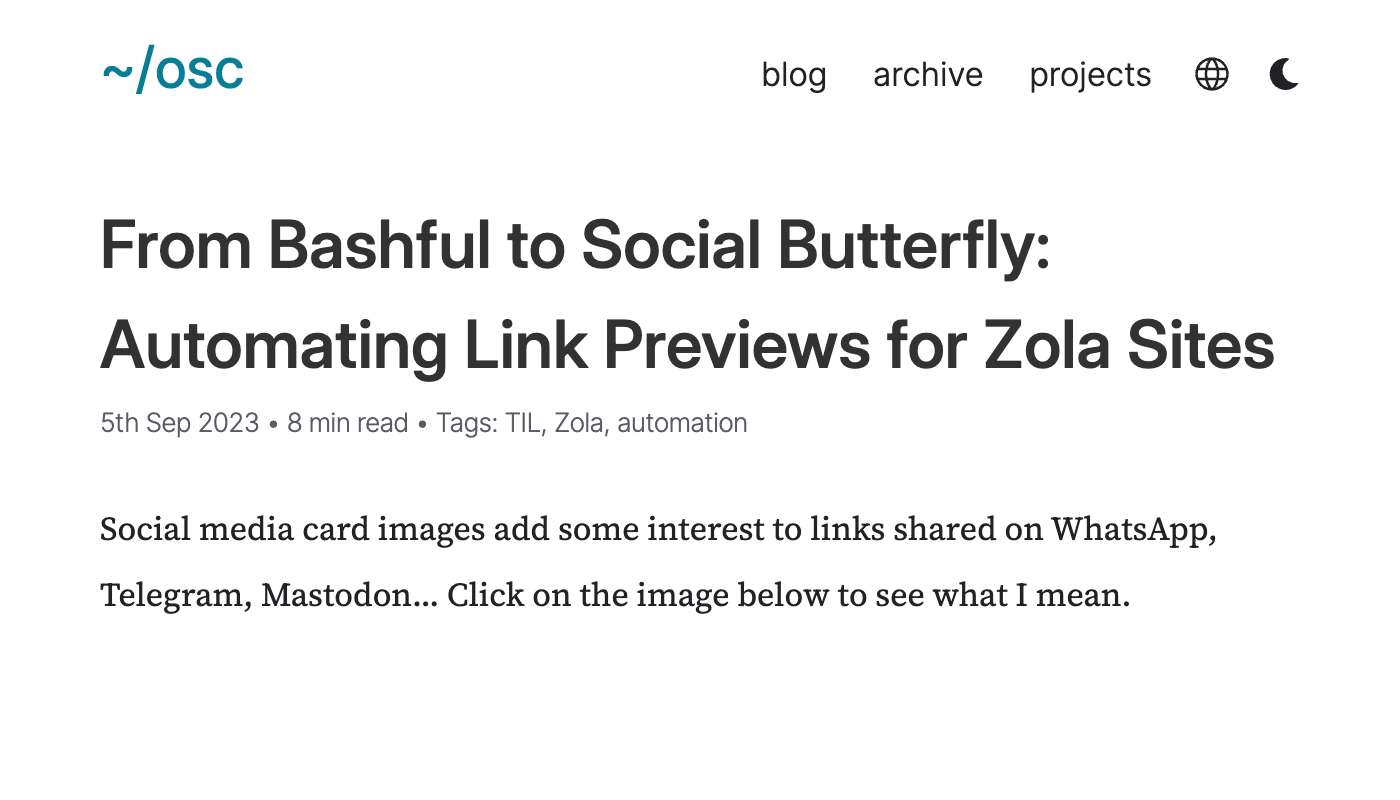 ~/osc
blog archive projects
From Bashful to Social Butterfly:
Automating Link Previews for Zola Sites
5th Sep 2023 • 8 min read • Tags: TIL, Zola, automation
Social media card images add some interest to links shared on WhatsApp,
Telegram, Mastodon… Click on the image below to see what I mean.